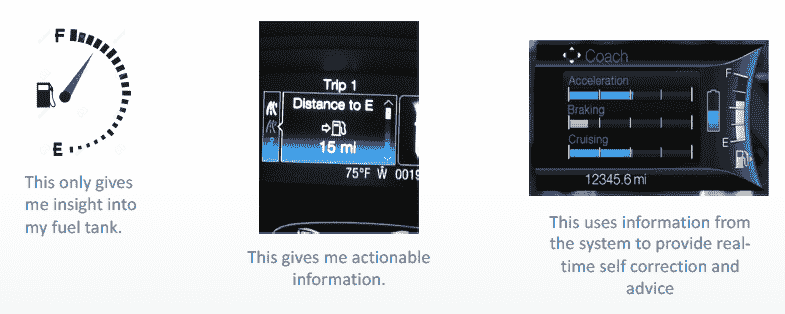 F
E
This only gives
me insight into
my fuel tank.
Trip 1
Distance to E
15 mi
75°F W 0019
This gives me actionable
information.
Coach
Acceleration
Braking
Cruising
F
E
12345.6 mi
This uses information from
the system to provide real-
time self correction and
advice